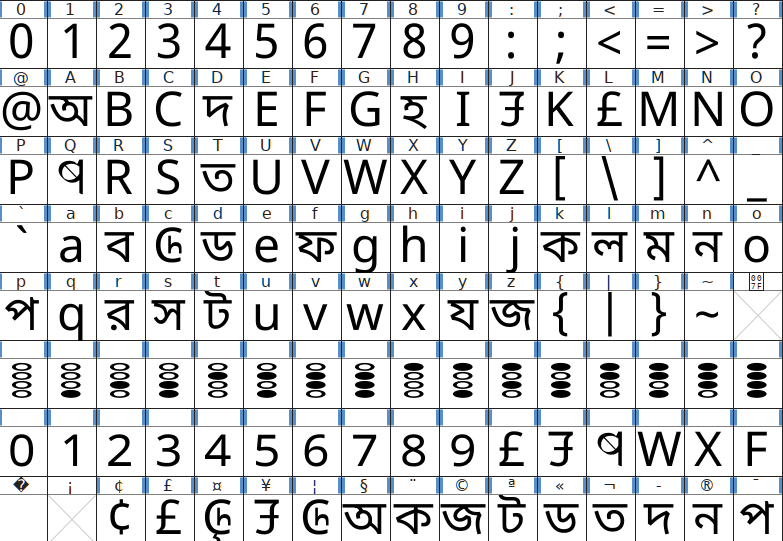 0 1 2 3 4 5 6 7 8 9 : ; < = > ?
0 1 2 3 4 5 6 7 8 9 : ; < = > ?
@ A B C D E F G H I J K L M N O
@ অ B C দ E F G হ I K £ M N O
P Q R S T U V W X Y Z [ \ ] ^ _
P R S ত U V W X Y Z [ \ ] ^ _
` a b c d e f g h i j k l m n o
` a ব ড e ফ g h i j ক ল ম ন o
p q r s t u v w x y z { | } ~
প q র স ট u v w x য জ { | } ~
0 1 2 3 4 5 6 7 8 9 £ W X F
� ¡ ¢ £ ¤ ¥ ¦ § ¨ © ª « ¬ - ® ¯
¢ £ অ ক জ ট ড ত দ ন প